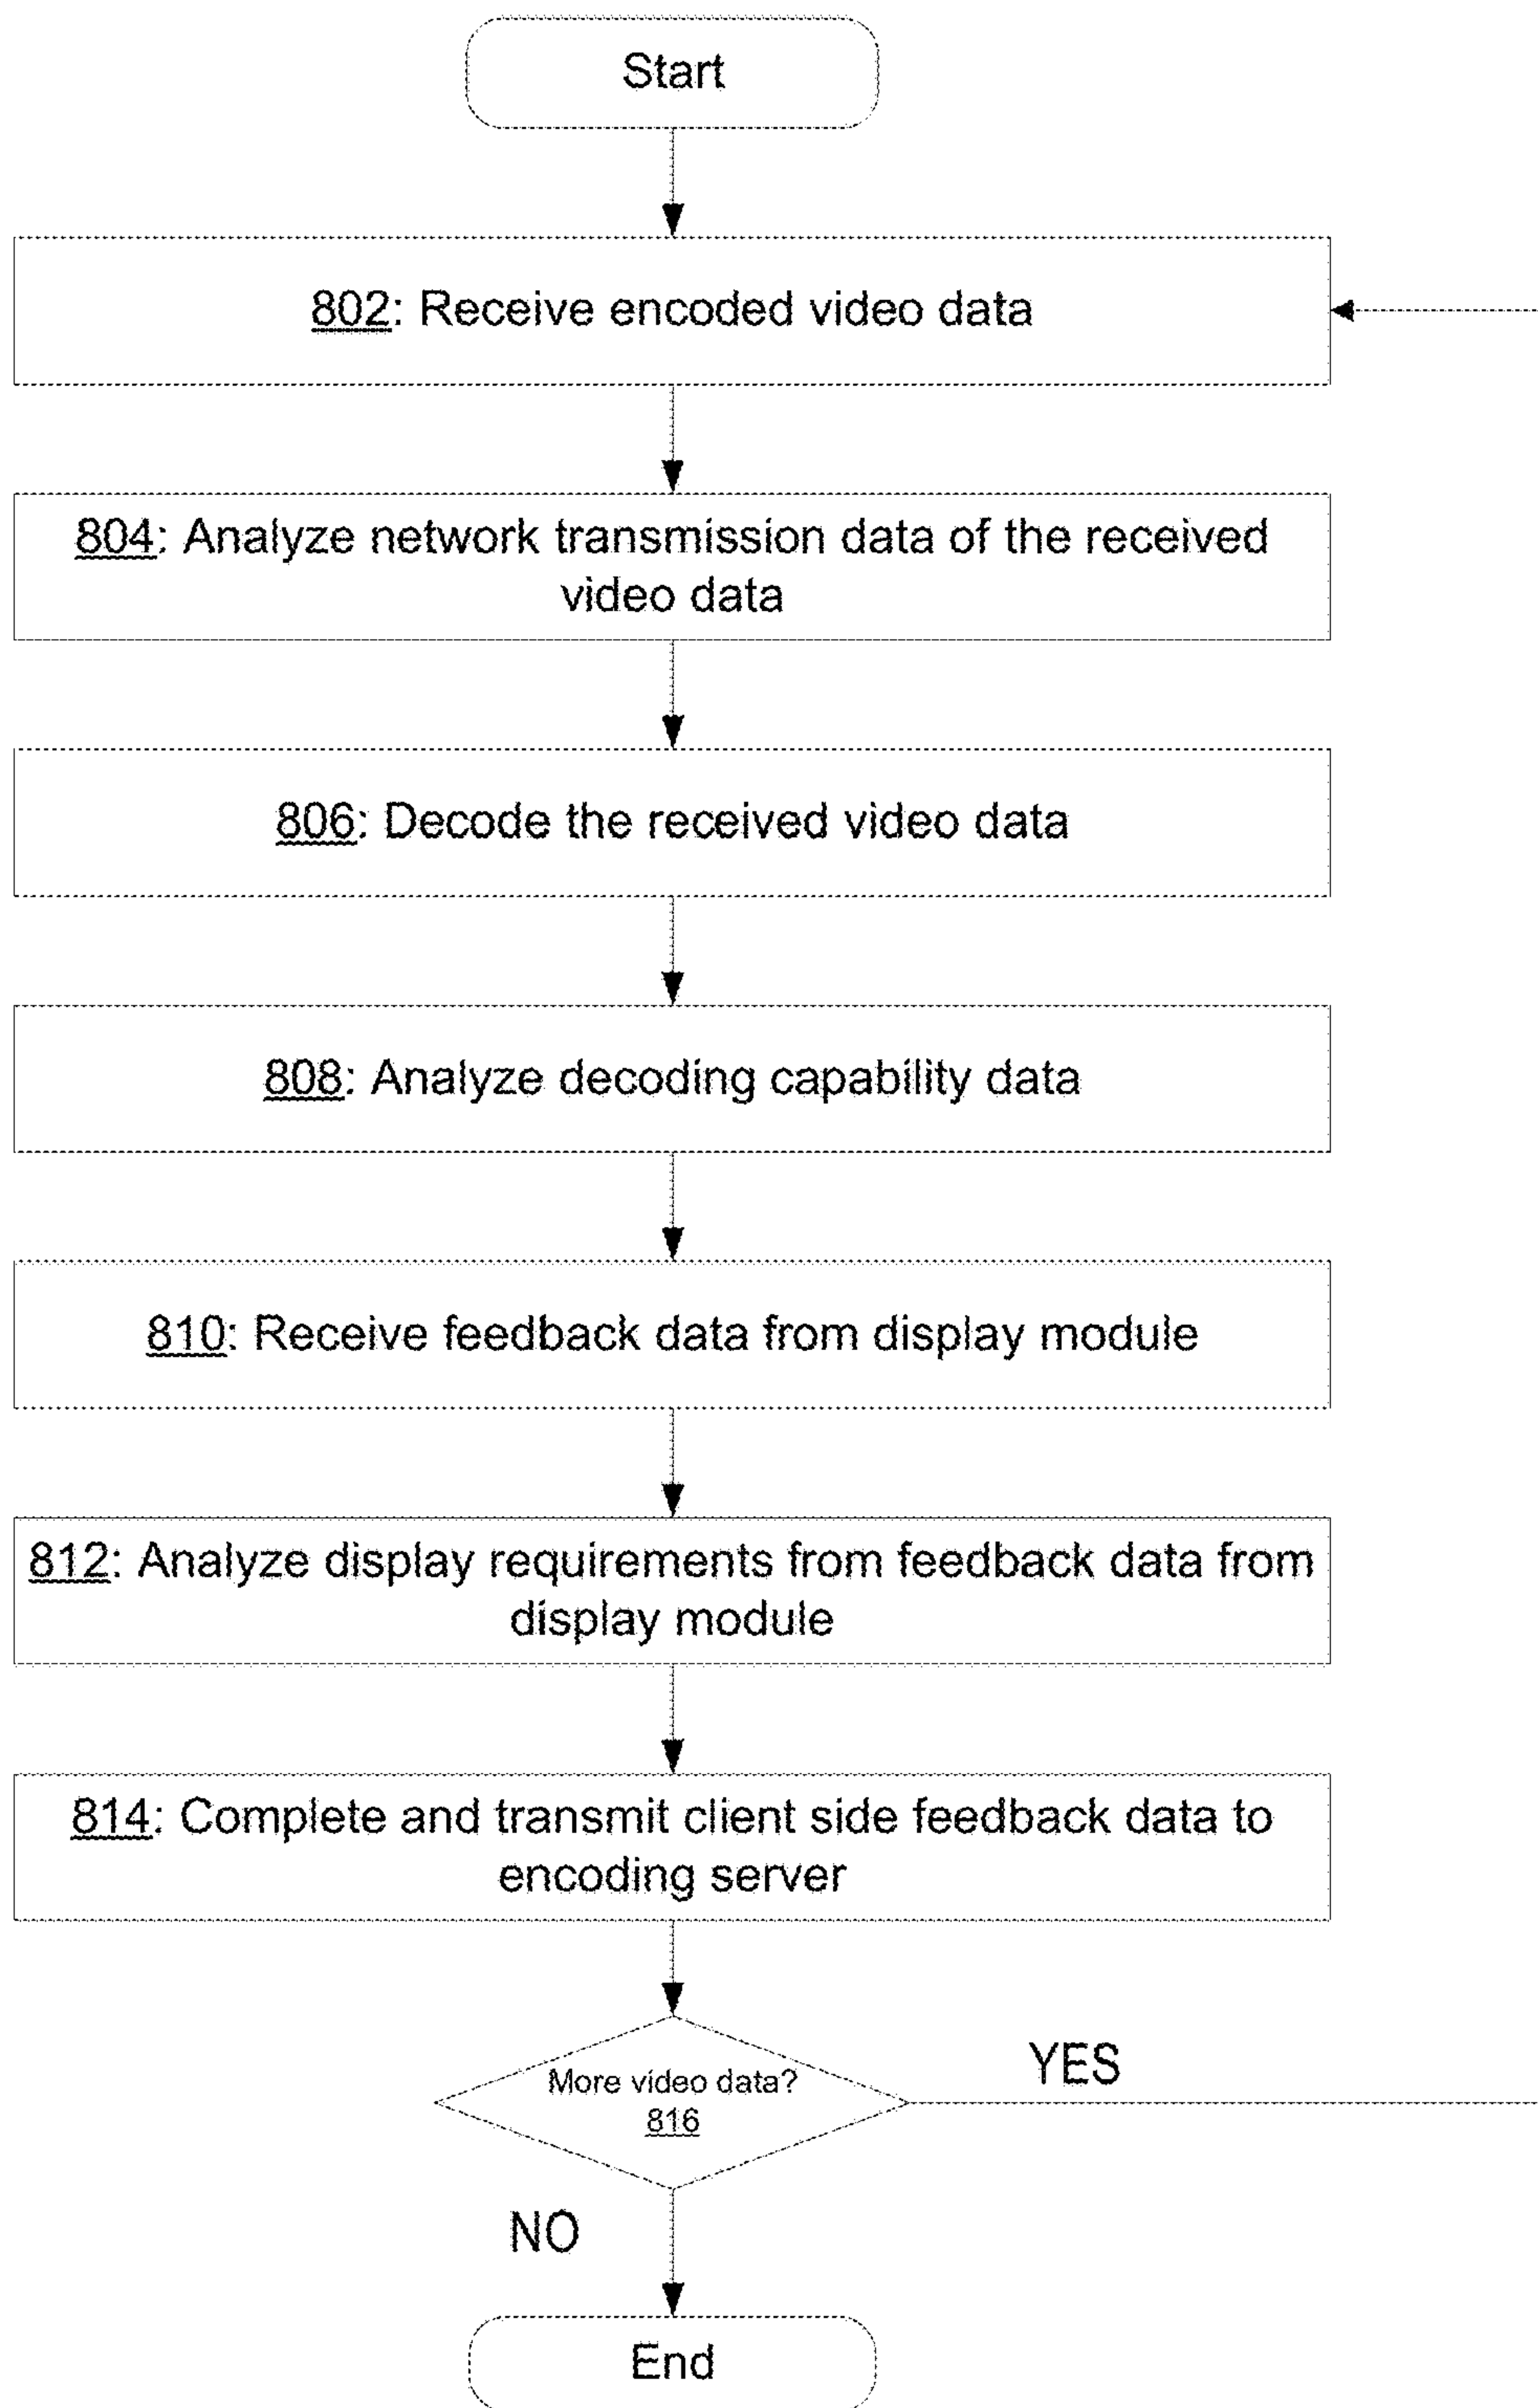 Start
802: Receive encoded video data
804: Analyze network transmission data of the received
video data
806: Decode the received video data
808: Analyze decoding capability data
810: Receive feedback data from display module
812: Analyze display requirements from feedback data from
display module
814: Complete and transmit client side feedback data to
encoding server
More video data?
816
YES
NO
End